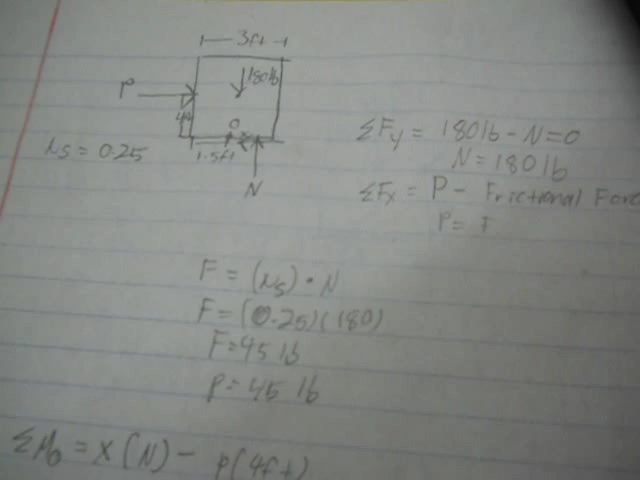 3ft
180lb
P
4ft
O
x
μs = 0.25
1.5ft
N
ΣFy = 180lb - N=0
N=180lb
ΣFx = P - Frictional Forc
P= F
F = (μs) • N
F= (0.25)(180)
F=45 lb
P= 45 lb
ΣMo = X(N) - P(4ft)